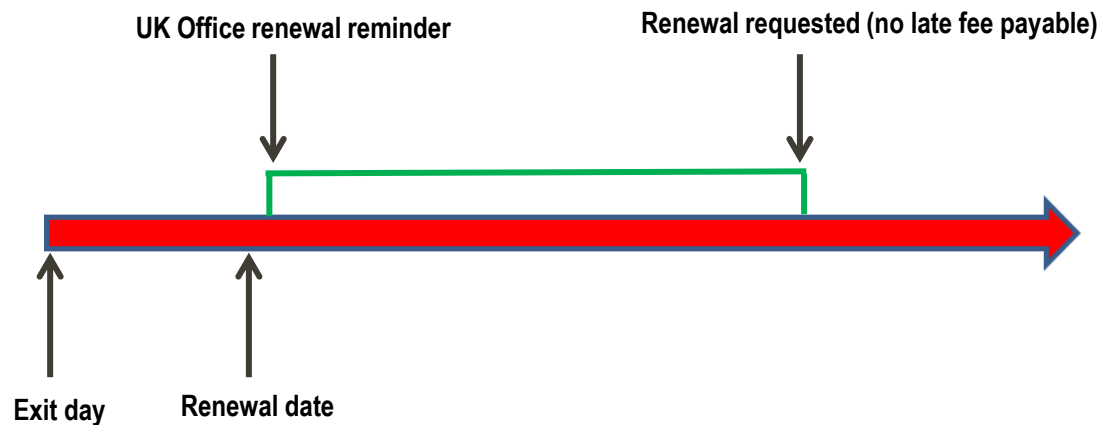 UK Office renewal reminder
Renewal requested (no late fee payable)
Exit day
Renewal date